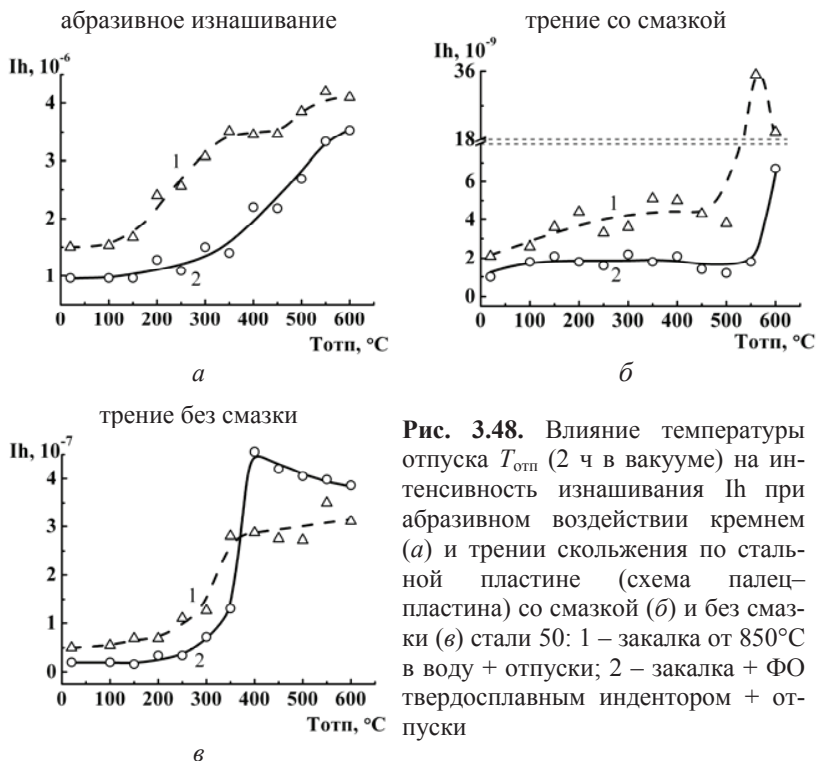 абразивное изнашивание
Ih, 10⁻⁶
4
3
2
1
1
2
0 100 200 300 400 500 600
Тотп, °С
а
трение со смазкой
Ih, 10⁻⁹
36
18
6
4
2
0
1
2
0 100 200 300 400 500 600
Тотп, °С
б
трение без смазки
Ih, 10⁻⁷
4
3
2
1
0
1
2
0 100 200 300 400 500 600
Тотп, °С
в
Рис. 3.48. Влияние температуры
отпуска Tотп (2 ч в вакууме) на ин-
тенсивность изнашивания Ih при
абразивном воздействии кремнем
(а) и трении скольжения по сталь-
ной пластине (схема палец–
пластина) со смазкой (б) и без смаз-
ки (в) стали 50: 1 – закалка от 850°С
в воду + отпуски; 2 – закалка + ФО
твердосплавным индентором + от-
пуски